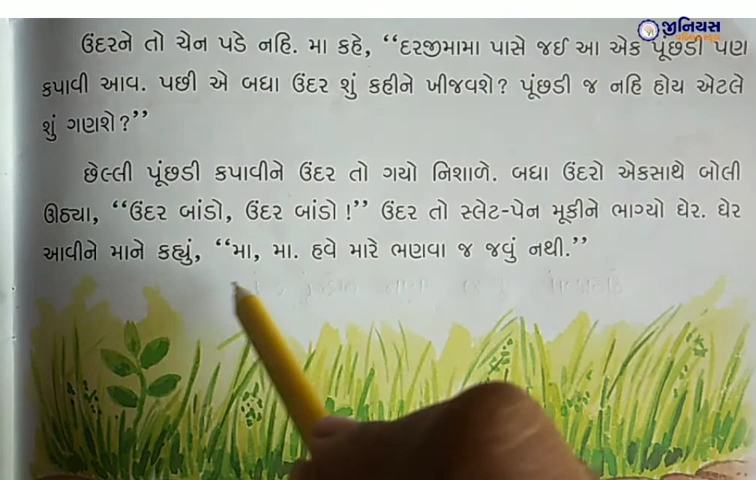 જીનિયસ
ઉંદરને તો ચેન પડે નહિ. મા કહે, “દરજીમામા પાસે જઈ આ એક પૂંછડી પણ
કપાવી આવ. પછી એ બધા ઉંદર શું કહીને ખીજવશે? પૂંછડી જ નહિ હોય એટલે
શું ગણશે?”
છેલ્લી પૂંછડી કપાવીને ઉંદર તો ગયો નિશાળે. બધા ઉંદરો એકસાથે બોલી
ઊઠ્યા, “ઉંદર બાંડો, ઉંદર બાંડો!” ઉંદર તો સ્લેટ-પેન મૂકીને ભાગ્યો ઘેર. ઘેર
આવીને માને કહ્યું, “મા, મા. હવે મારે ભણવા જ જવું નથી.”